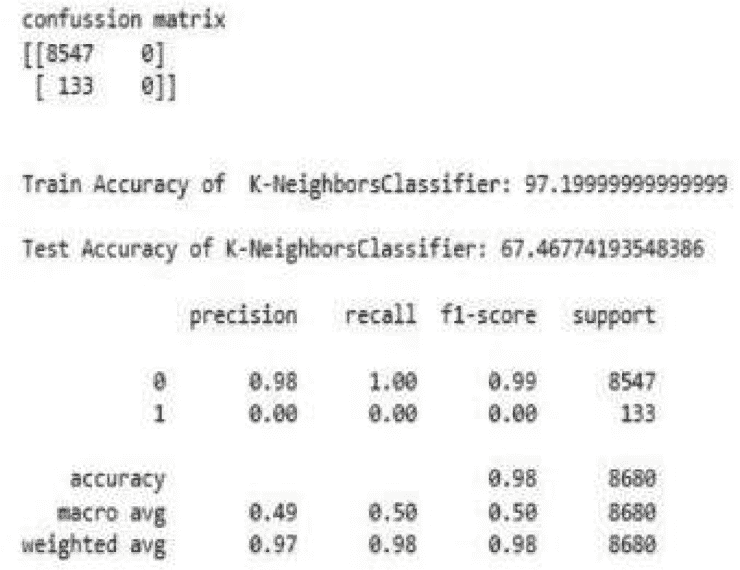 confussion matrix
[[8547 0]
[ 133 0]]
Train Accuracy of K-NeighborsClassifier: 97.19999999999999
Test Accuracy of K-NeighborsClassifier: 67.46774193548386
precision recall f1-score support
0 0.98 1.00 0.99 8547
1 0.00 0.00 0.00 133
accuracy 0.98 8680
macro avg 0.49 0.50 0.50 8680
weighted avg 0.97 0.98 0.98 8680